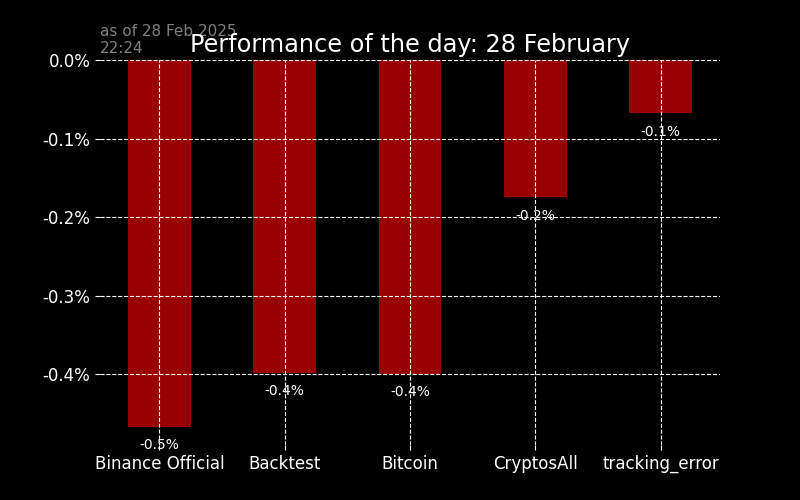 as of 28 Feb 2025
22:24
Performance of the day: 28 February
0.0%
-0.1%
-0.2%
-0.3%
-0.4%
-0.5%
-0.4%
-0.4%
-0.2%
-0.1%
Binance Official
Backtest
Bitcoin
CryptosAll
tracking_error